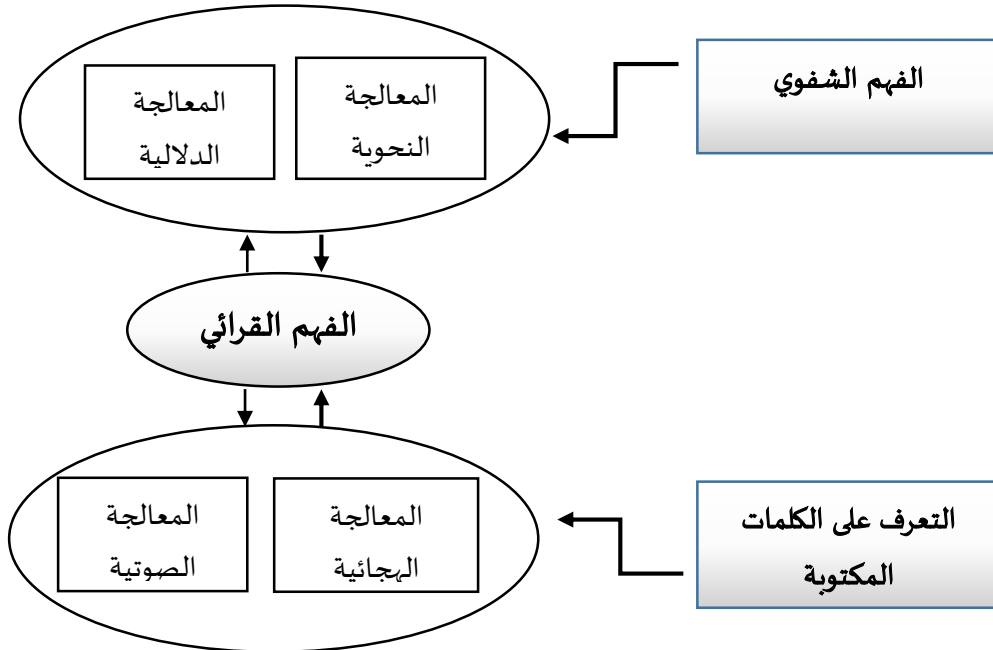 الفهم الشفوي
المعالجة
النحوية
المعالجة
الدلالية
الفهم القرائي
التعرف على الكلمات
المكتوبة
المعالجة
الهجائية
المعالجة
الصوتية